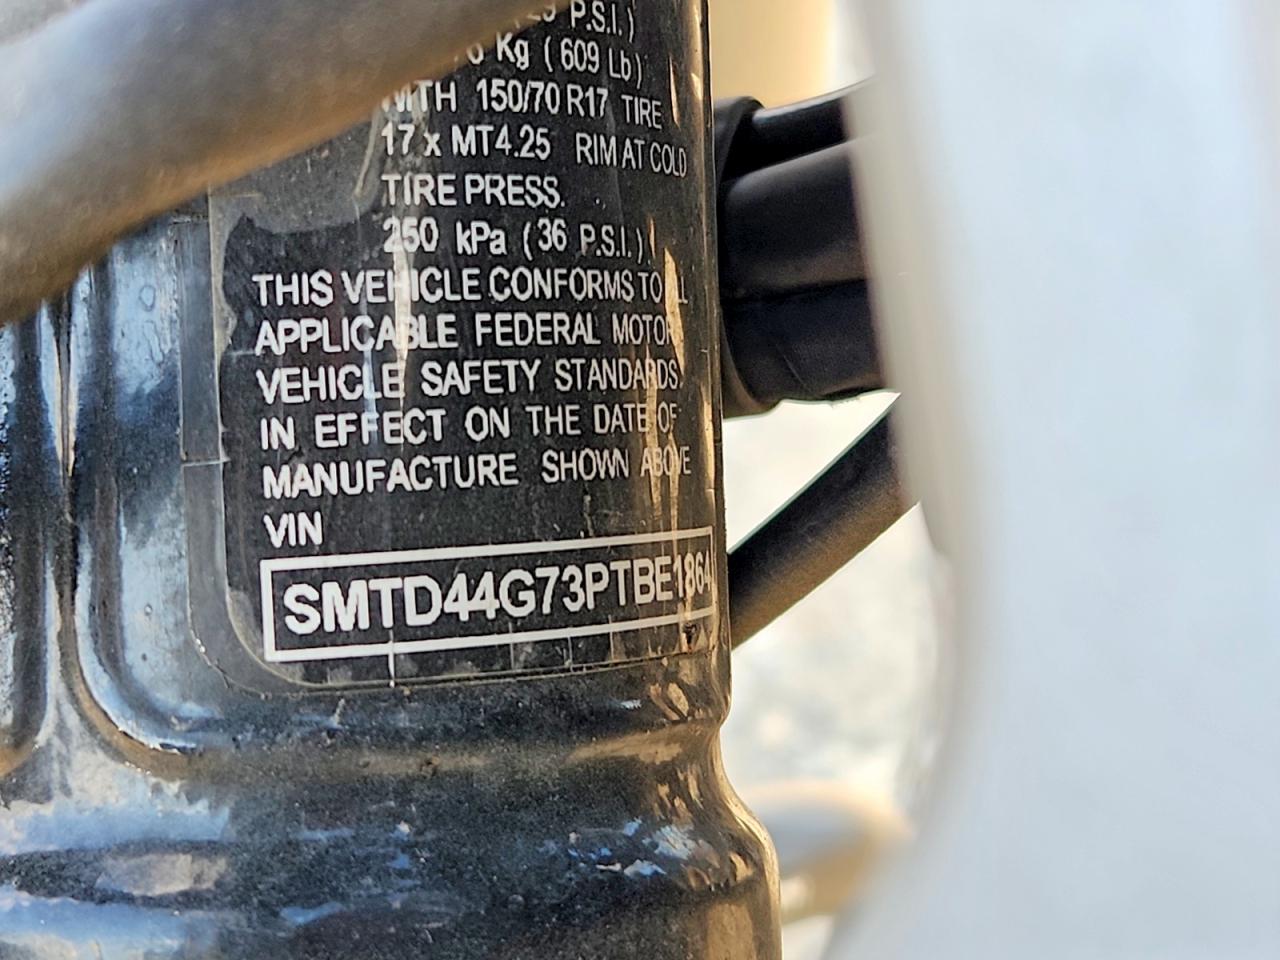 P.S.I.)
Kg (609 Lb)
WITH 150/70 R17 TIRE
17 x MT4.25 RIM AT COLD
TIRE PRESS.
250 kPa (36 P.S.I.)
THIS VEHICLE CONFORMS TO ALL
APPLICABLE FEDERAL MOTOR
VEHICLE SAFETY STANDARDS.
IN EFFECT ON THE DATE OF
MANUFACTURE SHOWN ABOVE
VIN
SMTD44G73PTBE1864